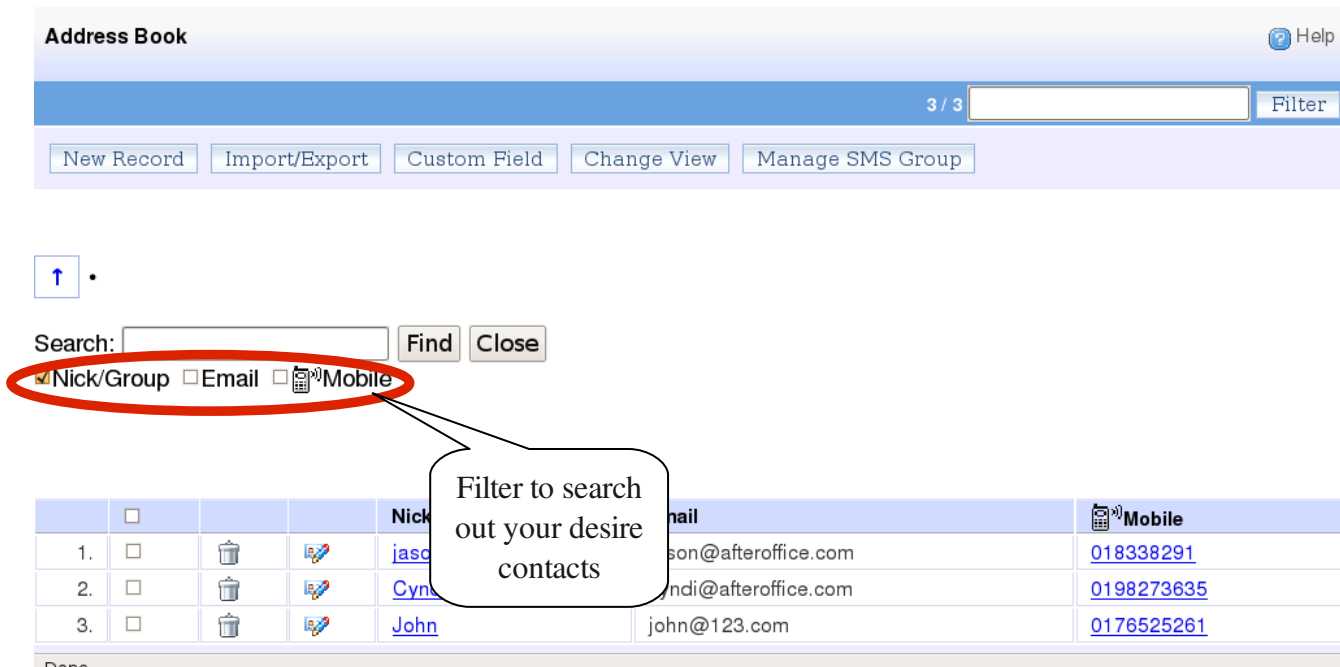 Address Book
Help
3 / 3
Filter
New Record Import/Export Custom Field Change View Manage SMS Group
↑ •
Search: Find Close
Nick/Group Email Mobile
Filter to search
out your desire
contacts
Nick Mobile
1. 018338291
2. 0198273635
3. John john@123.com 0176525261